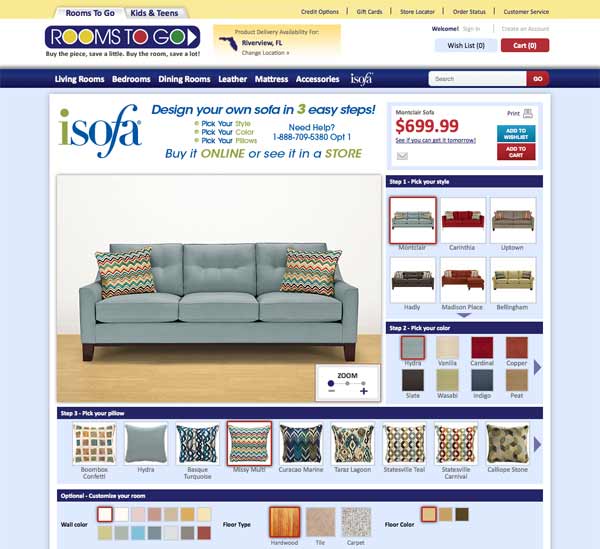 Rooms To Go Kids & Teens
Credit Options Gift Cards Store Locator Order Status Customer Service
ROOMS TO GO
Buy the piece, save a little. Buy the room, save a lot!
Product Delivery Availability For:
Riverview, FL
Change Location »
Welcome! Sign In Create an Account
Wish List (0) Cart (0)
Living Rooms Bedrooms Dining Rooms Leather Mattress Accessories isofa Search GO
isofa
Design your own sofa in 3 easy steps!
Pick Your Style
Pick Your Color
Pick Your Pillows
Need Help?
1-888-709-5380 Opt 1
Buy it ONLINE or see it in a STORE
Montclair Sofa
$699.99
See if you can get it tomorrow!
Print
ADD TO WISHLIST
ADD TO CART
Step 1 - Pick your style
Montclair Carinthia Uptown
Hadly Madison Place Bellingham
Step 2 - Pick your color
Hydra Vanilla Cardinal Copper
Slate Wasabi Indigo Peat
ZOOM
Step 3 - Pick your pillow
Boombox Confetti
Hydra
Basque Turquoise
Missy Multi
Curacao Marine
Taraz Lagoon
Statesville Teal
Statesville Carnival
Calliope Stone
Optional - Customize your room
Wall color
Floor Type
Hardwood Tile Carpet
Floor Color